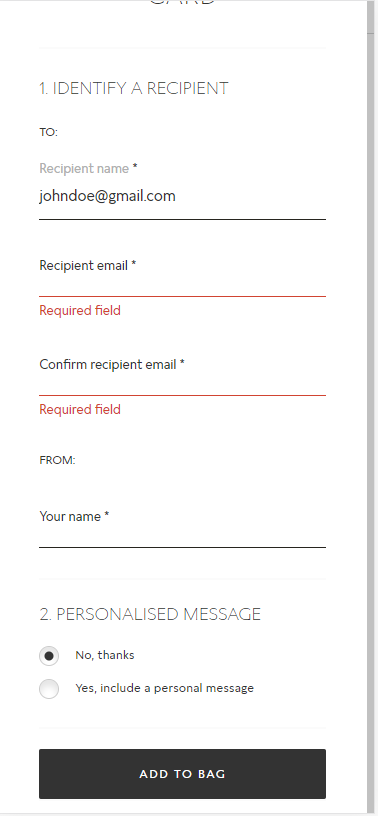 1. IDENTIFY A RECIPIENT
TO:
Recipient name *
johndoe@gmail.com
Recipient email *
Required field
Confirm recipient email *
Required field
FROM:
Your name *
2. PERSONALISED MESSAGE
No, thanks
Yes, include a personal message
ADD TO BAG